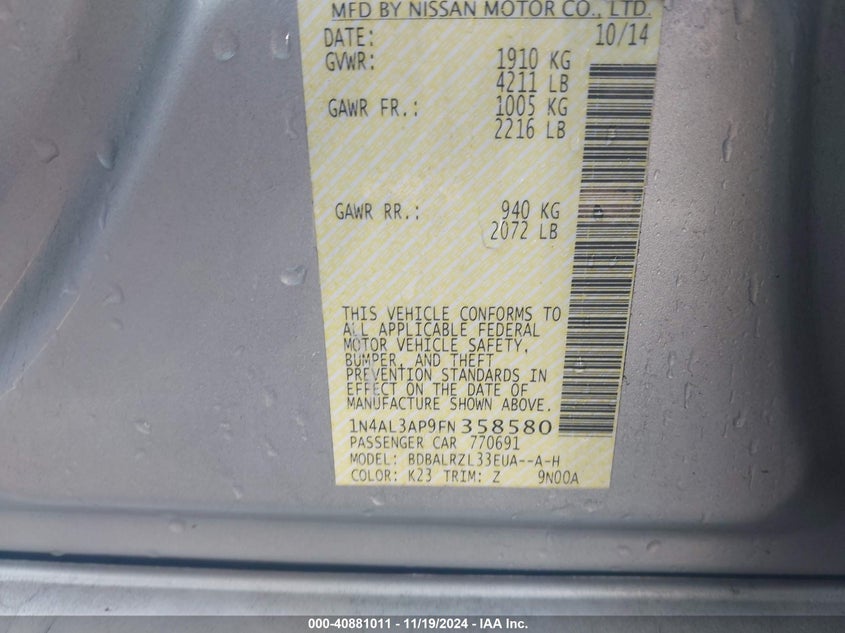 MFD BY NISSAN MOTOR CO., LTD.
DATE: 10/14
GVWR: 1910 KG
4211 LB
GAWR FR.: 1005 KG
2216 LB
GAWR RR.: 940 KG
2072 LB
THIS VEHICLE CONFORMS TO
ALL APPLICABLE FEDERAL
MOTOR VEHICLE SAFETY,
BUMPER, AND THEFT
PREVENTION STANDARDS IN
EFFECT ON THE DATE OF
MANUFACTURE SHOWN ABOVE.
1N4AL3AP9FN358580
PASSENGER CAR 770691
MODEL: BDBALRZL33EUA--A-H
COLOR: K23 TRIM: Z 9N00A
000-40881011 - 11/19/2024 - IAA Inc.